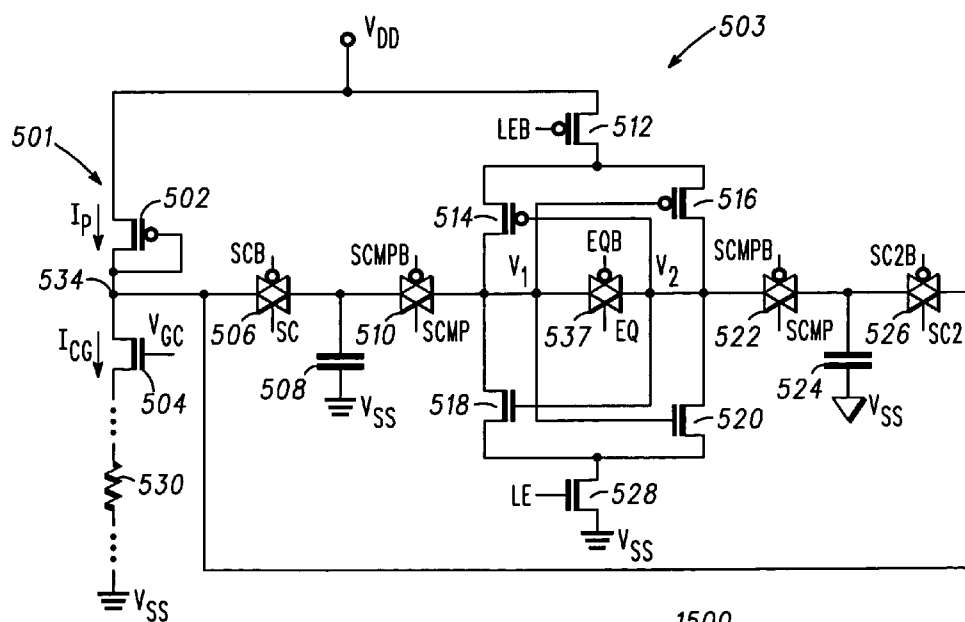 V_DD
503
LEB
512
501
502
I_P
514
516
534
SCB
SCMPB
V_1
EQB
V_2
SCMPB
SC2B
506
SC
510
SCMP
537
EQ
522
SCMP
526
SC2
I_CG
V_GC
504
508
V_SS
518
520
524
V_SS
530
LE
528
V_SS
V_SS
1500